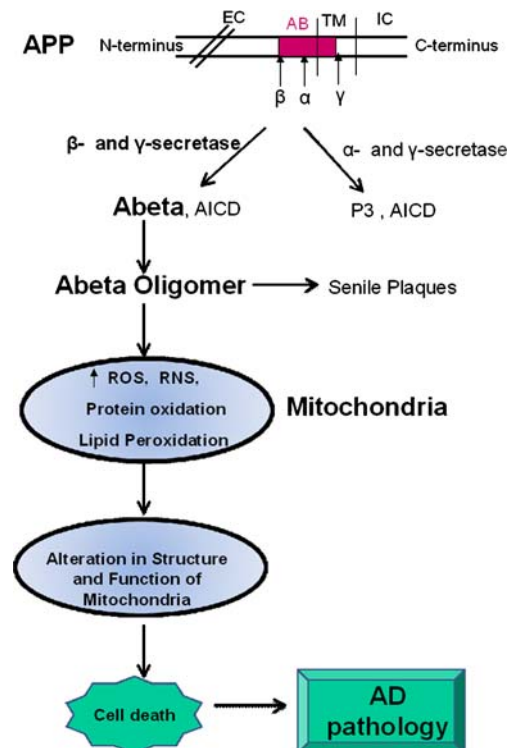 EC AB TM IC
APP N-terminus C-terminus
β α γ
β- and γ-secretase
α- and γ-secretase
Abeta, AICD
P3 , AICD
Abeta Oligomer
Senile Plaques
↑ ROS, RNS,
Protein oxidation
Lipid Peroxidation
Mitochondria
Alteration in Structure
and Function of
Mitochondria
Cell death
AD
pathology